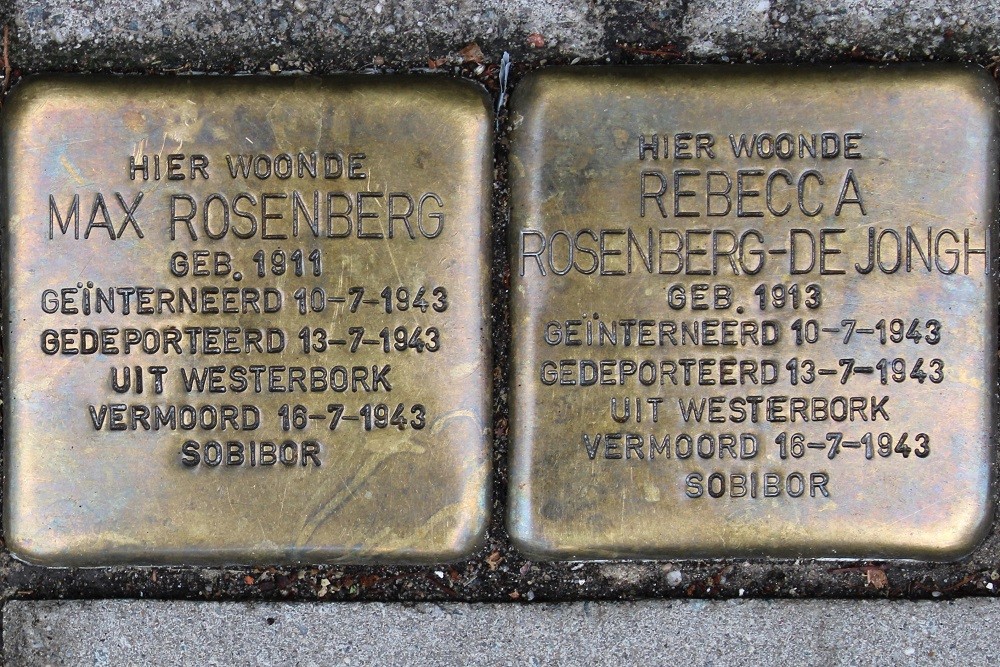 HIER WOONDE
MAX ROSENBERG
GEB. 1911
GEÏNTERNEERD 10-7-1943
GEDEPORTEERD 13-7-1943
UIT WESTERBORK
VERMOORD 16-7-1943
SOBIBOR
HIER WOONDE
REBECCA
ROSENBERG-DE JONGH
GEB. 1913
GEÏNTERNEERD 10-7-1943
GEDEPORTEERD 13-7-1943
UIT WESTERBORK
VERMOORD 16-7-1943
SOBIBOR